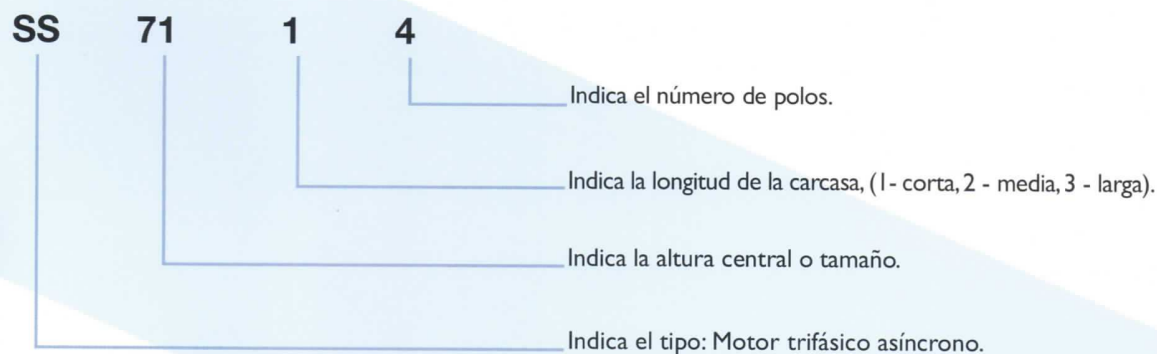 SS 71 1 4
Indica el número de polos.
Indica la longitud de la carcasa, (1- corta, 2 - media, 3 - larga).
Indica la altura central o tamaño.
Indica el tipo: Motor trifásico asíncrono.